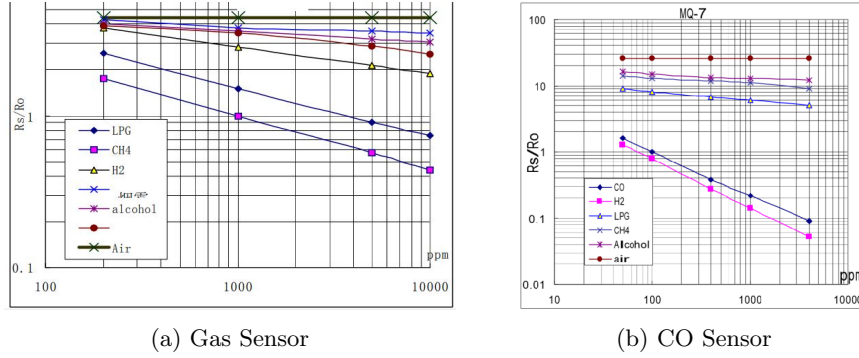 MQ-7
Rs/Ro
1
0.1
LPG
CH4
H2
alcohol
Air
100
1000
10000
ppm
(a) Gas Sensor
Rs/Ro
100
10
1
0.1
0.01
CO
H2
LPG
CH4
Alcohol
air
10
100
1000
10000
ppm
(b) CO Sensor